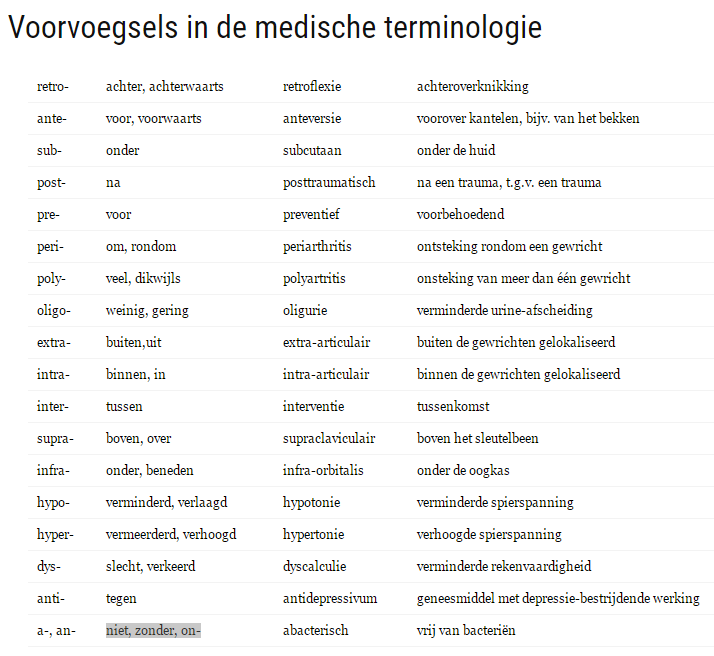 Voorvoegsels in de medische terminologie
retro- achter, achterwaarts retroflexie achteroverknikking
ante- voor, voorwaarts anteversie voorover kantelen, bijv. van het bekken
sub- onder subcutaan onder de huid
post- na posttraumatisch na een trauma, t.g.v. een trauma
pre- voor preventief voorbehoedend
peri- om, rondom periarthritis ontsteking rondom een gewricht
poly- veel, dikwijls polyartritis onsteking van meer dan één gewricht
oligo- weinig, gering oligurie verminderde urine-afscheiding
extra- buiten,uit extra-articulair buiten de gewrichten gelokaliseerd
intra- binnen, in intra-articulair binnen de gewrichten gelokaliseerd
inter- tussen interventie tussenkomst
supra- boven, over supraclaviculair boven het sleutelbeen
infra- onder, beneden infra-orbitalis onder de oogkas
hypo- verminderd, verlaagd hypotonie verminderde spierspanning
hyper- vermeerderd, verhoogd hypertonie verhoogde spierspanning
dys- slecht, verkeerd dyscalculie verminderde rekenvaardigheid
anti- tegen antidepressivum geneesmiddel met depressie-bestrijdende werking
a-, an- niet, zonder, on- abacterisch vrij van bacteriën